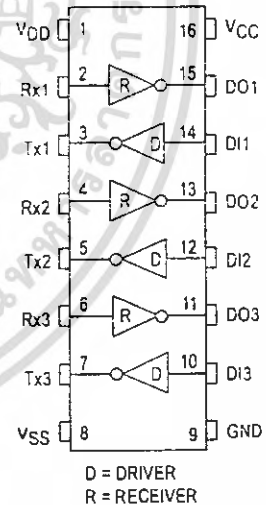 VDD 1 16 VCC
Rx1 2 R 15 DO1
Tx1 3 D 14 DI1
Rx2 4 R 13 DO2
Tx2 5 D 12 DI2
Rx3 6 R 11 DO3
Tx3 7 D 10 DI3
VSS 8 9 GND
D = DRIVER
R = RECEIVER